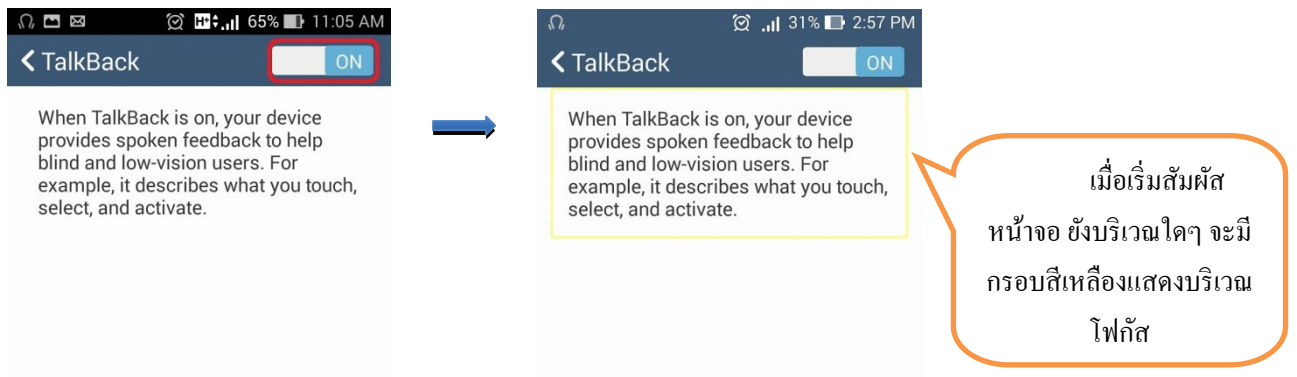 65% 11:05 AM
TalkBack ON
When TalkBack is on, your device
provides spoken feedback to help
blind and low-vision users. For
example, it describes what you touch,
select, and activate.
31% 2:57 PM
TalkBack ON
When TalkBack is on, your device
provides spoken feedback to help
blind and low-vision users. For
example, it describes what you touch,
select, and activate.
เมื่อเริ่มสัมผัส
หน้าจอ ยังบริเวณใดๆ จะมี
กรอบสีเหลืองแสดงบริเวณ
โฟกัส